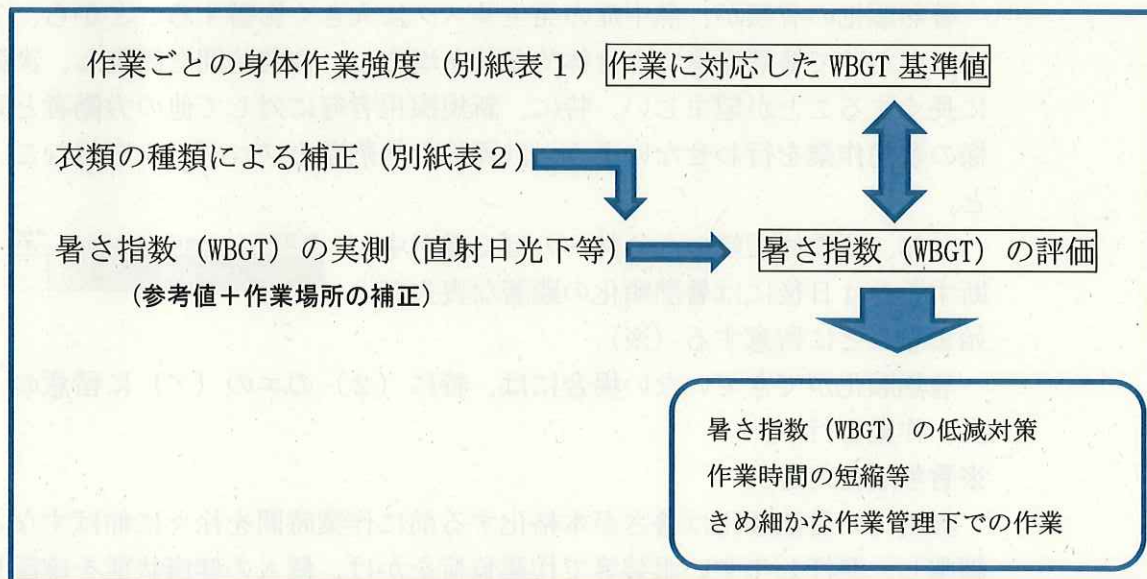 作業ごとの身体作業強度（別紙表１）作業に対応した WBGT 基準値
衣類の種類による補正（別紙表２）
暑さ指数（WBGT）の実測（直射日光下等）
暑さ指数（WBGT）の評価
（参考値＋作業場所の補正）
暑さ指数（WBGT）の低減対策
作業時間の短縮等
きめ細かな作業管理下での作業